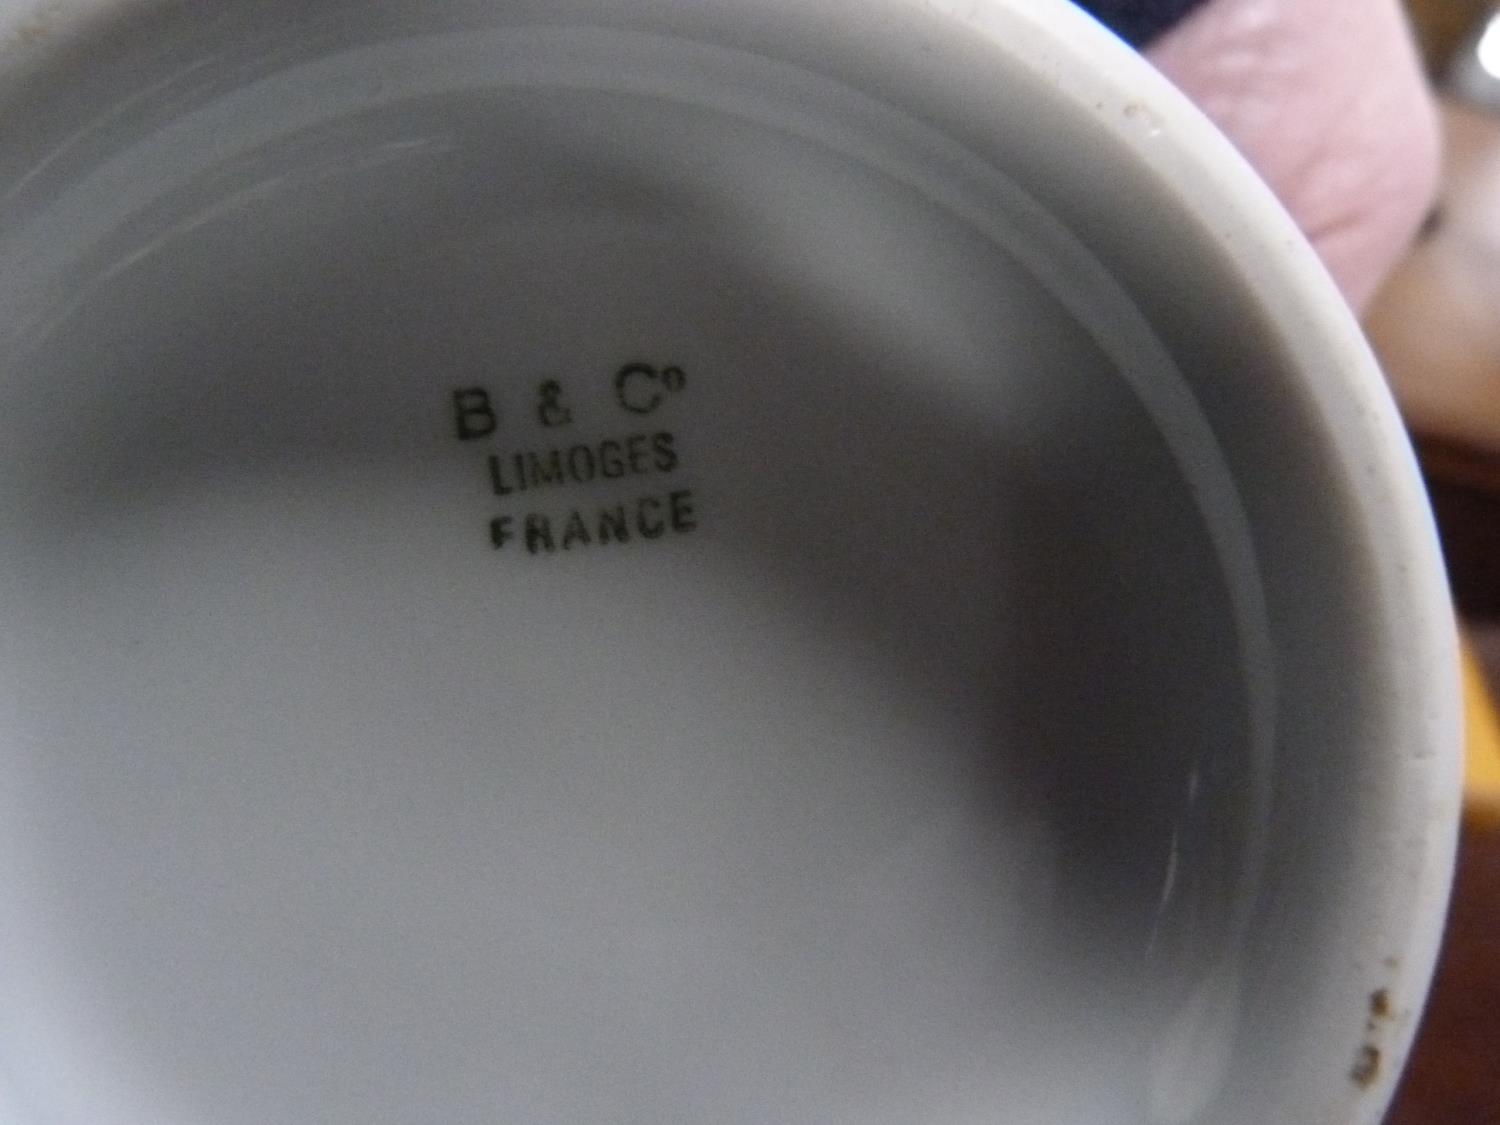 B & Cº
LIMOGES
FRANCE